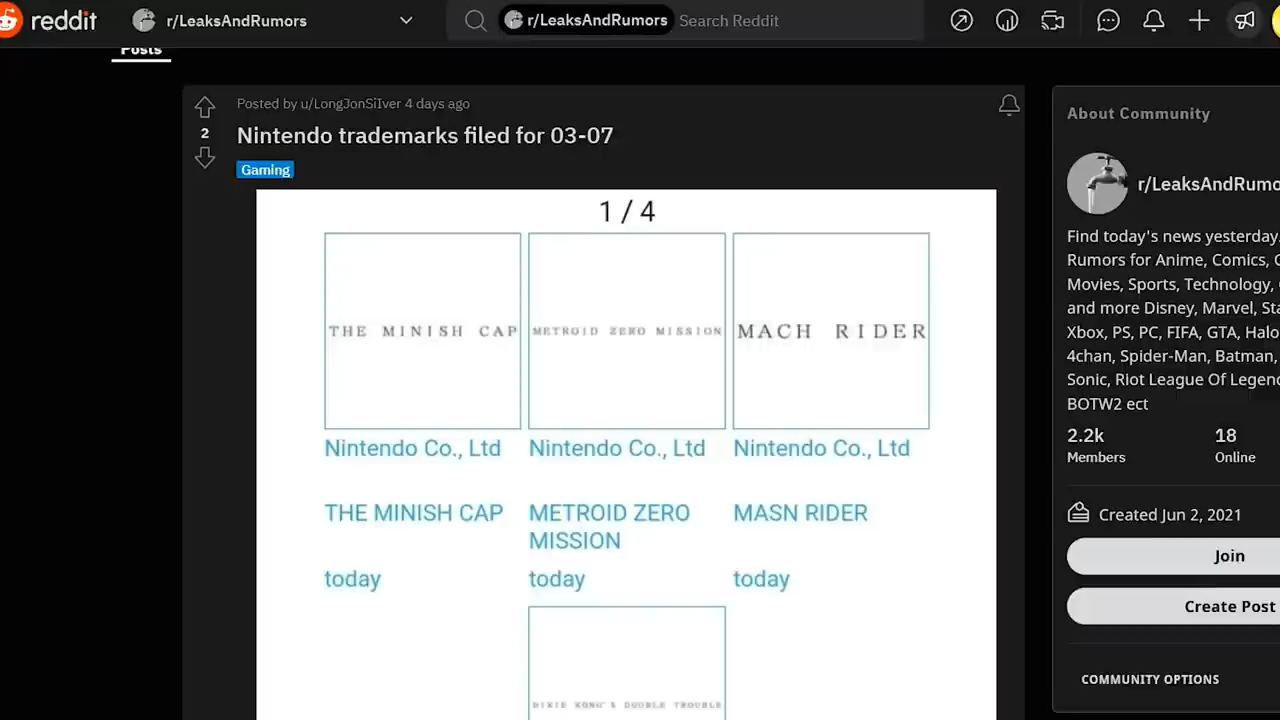 reddit r/LeaksAndRumors r/LeaksAndRumors Search Reddit
Posts
Posted by u/LongJonSiIver 4 days ago
2
Nintendo trademarks filed for 03-07
Gaming
1 / 4
THE MINISH CAP METROID ZERO MISSION MACH RIDER
Nintendo Co., Ltd Nintendo Co., Ltd Nintendo Co., Ltd
THE MINISH CAP METROID ZERO MASN RIDER
MISSION
today today today
DIXIE KONG'S DOUBLE TROUBLE
About Community
r/LeaksAndRumo
Find today's news yesterday.
Rumors for Anime, Comics, C
Movies, Sports, Technology,
and more Disney, Marvel, Sta
Xbox, PS, PC, FIFA, GTA, Halo
4chan, Spider-Man, Batman,
Sonic, Riot League Of Legend
BOTW2 ect
2.2k 18
Members Online
Created Jun 2, 2021
Join
Create Post
COMMUNITY OPTIONS